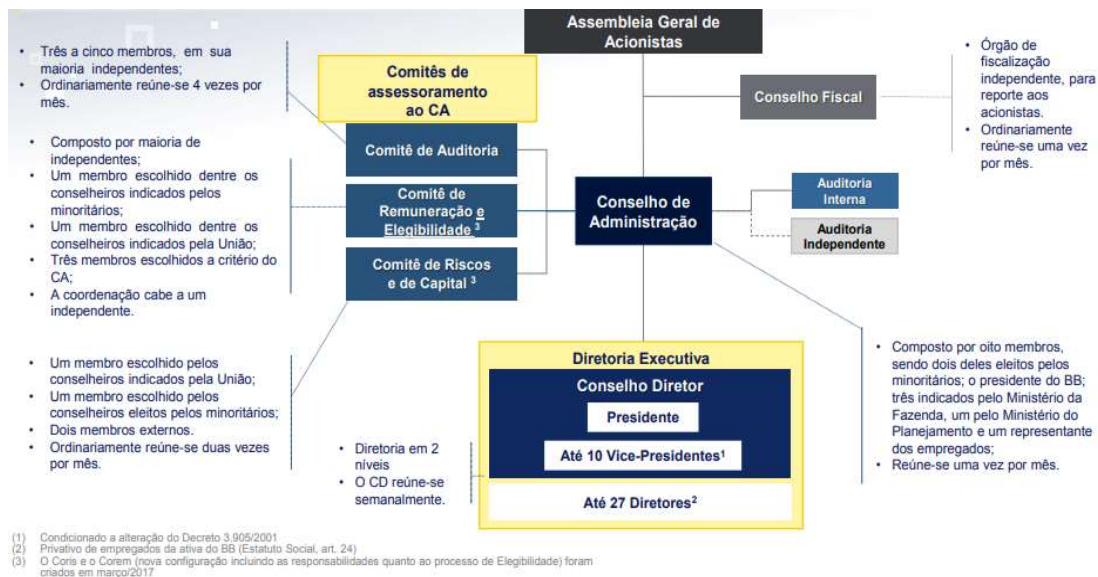 Assembleia Geral de
Acionistas
• Três a cinco membros, em sua
maioria independentes;
• Ordinariamente reúne-se 4 vezes por
mês.
Comitês de
assessoramento
ao CA
• Órgão de
fiscalização
independente, para
reporte aos
acionistas.
• Ordinariamente
reúne-se uma vez
por mês.
Conselho Fiscal
Comitê de Auditoria
• Composto por maioria de
independentes;
• Um membro escolhido dentre os
conselheiros indicados pelos
minoritários;
• Um membro escolhido dentre os
conselheiros indicados pela União;
• Três membros escolhidos a critério do
CA;
• A coordenação cabe a um
independente.
Comitê de
Remuneração e
Elegibilidade 3
Conselho de
Administração
Auditoria
Interna
Auditoria
Independente
Comitê de Riscos
e de Capital 3
• Um membro escolhido pelos
conselheiros indicados pela União;
• Um membro escolhido pelos
conselheiros eleitos pelos minoritários;
• Dois membros externos.
• Ordinariamente reúne-se duas vezes
por mês.
Diretoria Executiva
Conselho Diretor
Presidente
Até 10 Vice-Presidentes1
Até 27 Diretores2
• Diretoria em 2
níveis
• O CD reúne-se
semanalmente.
• Composto por oito membros,
sendo dois deles eleitos pelos
minoritários; o presidente do BB;
três indicados pelo Ministério da
Fazenda, um pelo Ministério do
Planejamento e um representante
dos empregados;
• Reúne-se uma vez por mês.
(1) Condicionado a alteração do Decreto 3.905/2001
(2) Privativo de empregados da ativa do BB (Estatuto Social, art. 24)
(3) O Coris e o Corem (nova configuração incluindo as responsabilidades quanto ao processo de Elegibilidade) foram
criados em março/2017